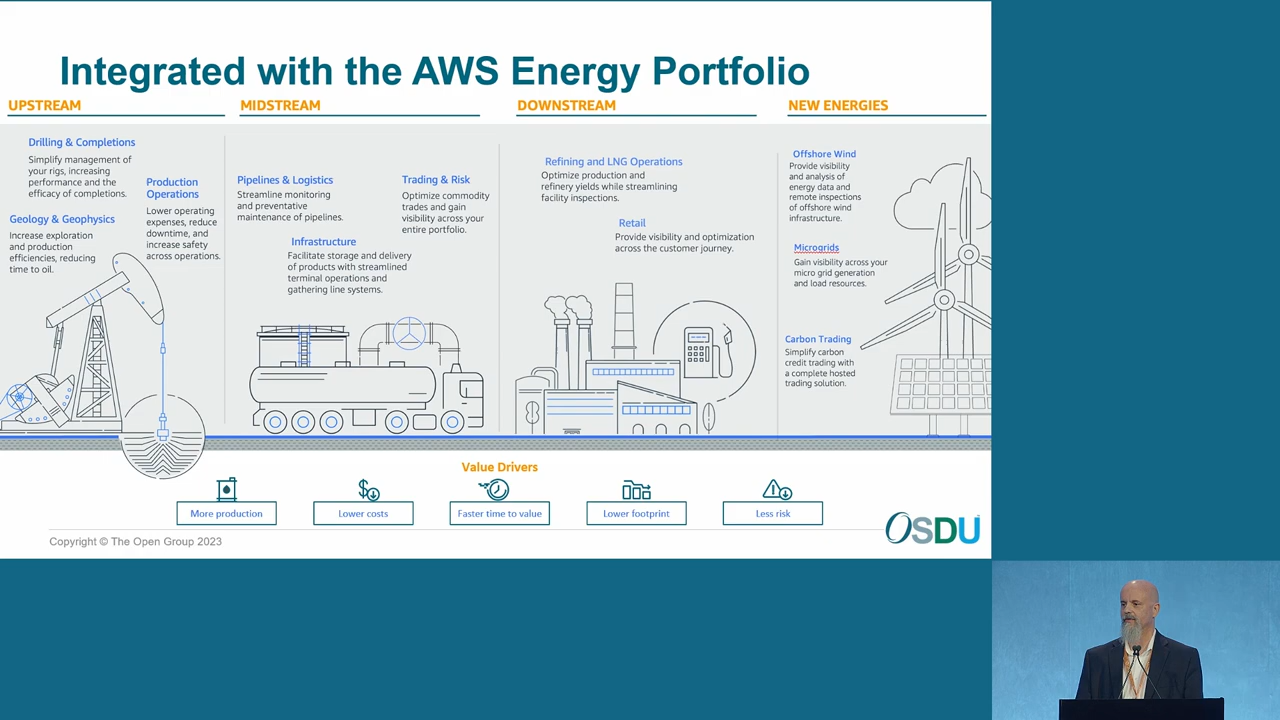 Integrated with the AWS Energy Portfolio
UPSTREAM
Drilling & Completions
Simplify management of
your rigs, increasing
performance and the
efficacy of completions.
Geology & Geophysics
Increase exploration
and production
efficiencies, reducing
time to oil.
Production
Operations
Lower operating
expenses, reduce
downtime, and
increase safety
across operations.
MIDSTREAM
Pipelines & Logistics
Streamline monitoring
and preventative
maintenance of pipelines.
Trading & Risk
Optimize commodity
trades and gain
visibility across your
entire portfolio.
Infrastructure
Facilitate storage and delivery
of products with streamlined
terminal operations and
gathering line systems.
DOWNSTREAM
Refining and LNG Operations
Optimize production and
refinery yields while streamlining
facility inspections.
Retail
Provide visibility and optimization
across the customer journey.
NEW ENERGIES
Offshore Wind
Provide visibility
and analysis of
energy data and
remote inspections
of offshore wind
infrastructure.
Microgrids
Gain visibility across your
micro grid generation
and load resources.
Carbon Trading
Simplify carbon
credit trading with
a complete hosted
trading solution.
Value Drivers
More production
Lower costs
Faster time to value
Lower footprint
Less risk
Copyright © The Open Group 2023
OSDU